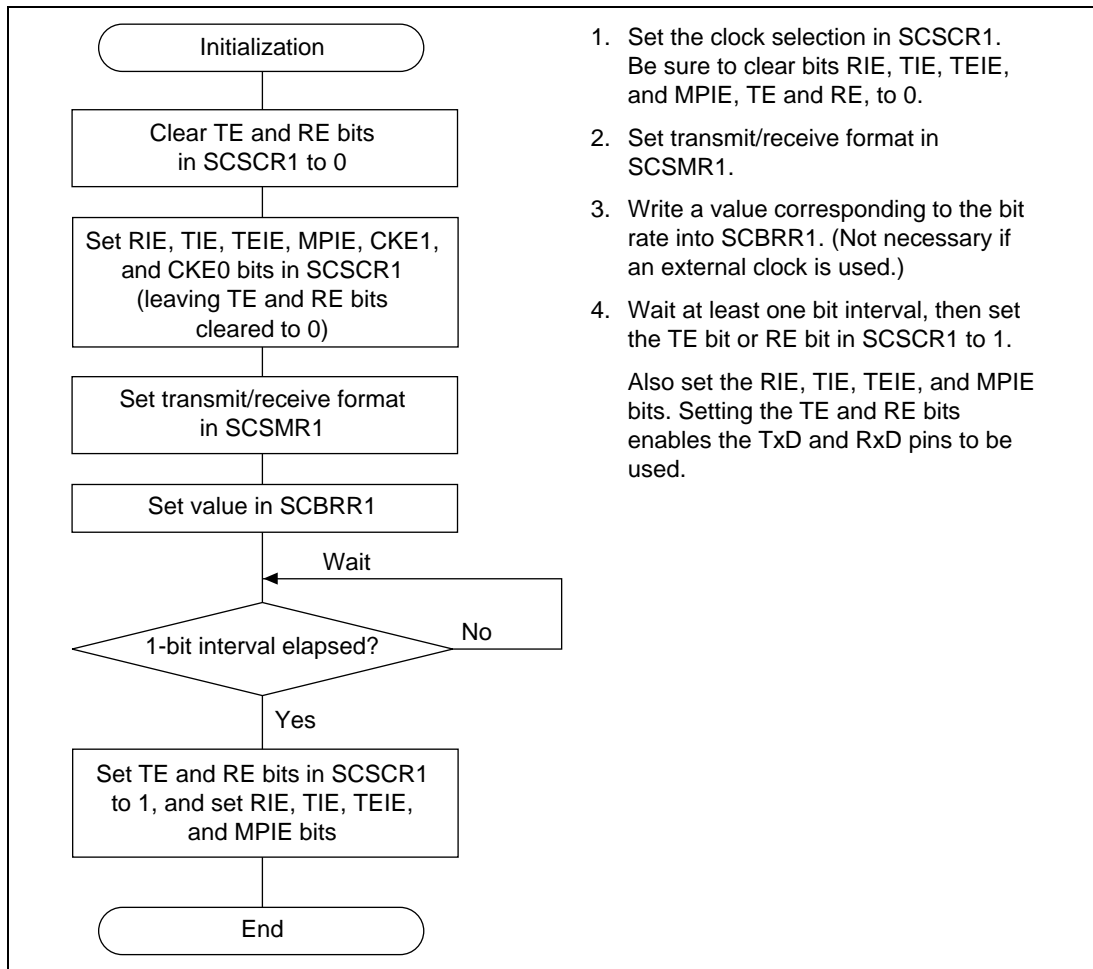 Initialization
Clear TE and RE bits
in SCSCR1 to 0
Set RIE, TIE, TEIE, MPIE, CKE1,
and CKE0 bits in SCSCR1
(leaving TE and RE bits
cleared to 0)
Set transmit/receive format
in SCSMR1
Set value in SCBRR1
Wait
1-bit interval elapsed?
No
Yes
Set TE and RE bits in SCSCR1
to 1, and set RIE, TIE, TEIE,
and MPIE bits
End
1. Set the clock selection in SCSCR1.
Be sure to clear bits RIE, TIE, TEIE,
and MPIE, TE and RE, to 0.
2. Set transmit/receive format in
SCSMR1.
3. Write a value corresponding to the bit
rate into SCBRR1. (Not necessary if
an external clock is used.)
4. Wait at least one bit interval, then set
the TE bit or RE bit in SCSCR1 to 1.
Also set the RIE, TIE, TEIE, and MPIE
bits. Setting the TE and RE bits
enables the TxD and RxD pins to be
used.